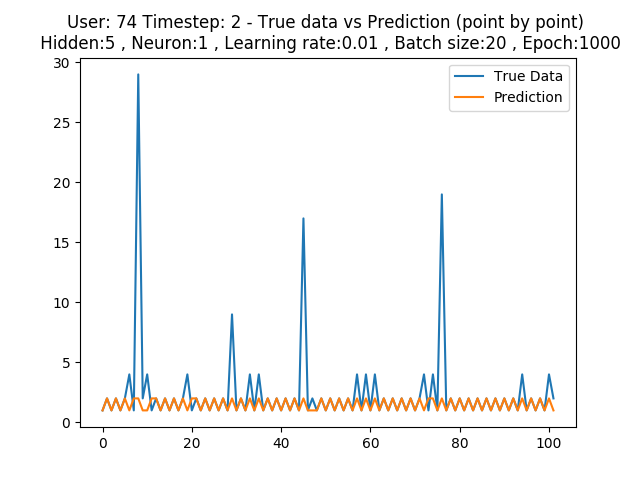 User: 74 Timestep: 2 - True data vs Prediction (point by point)
Hidden:5 , Neuron:1 , Learning rate:0.01 , Batch size:20 , Epoch:1000
True Data
Prediction
30
25
20
15
10
5
0
0 20 40 60 80 100